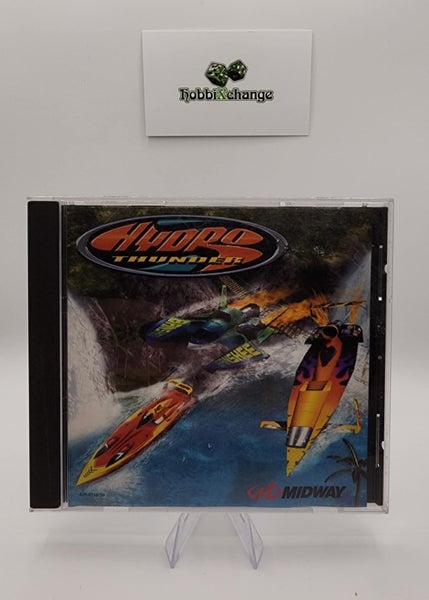 HobbiXchange
HYDRO
THUNDER
MIDWAY